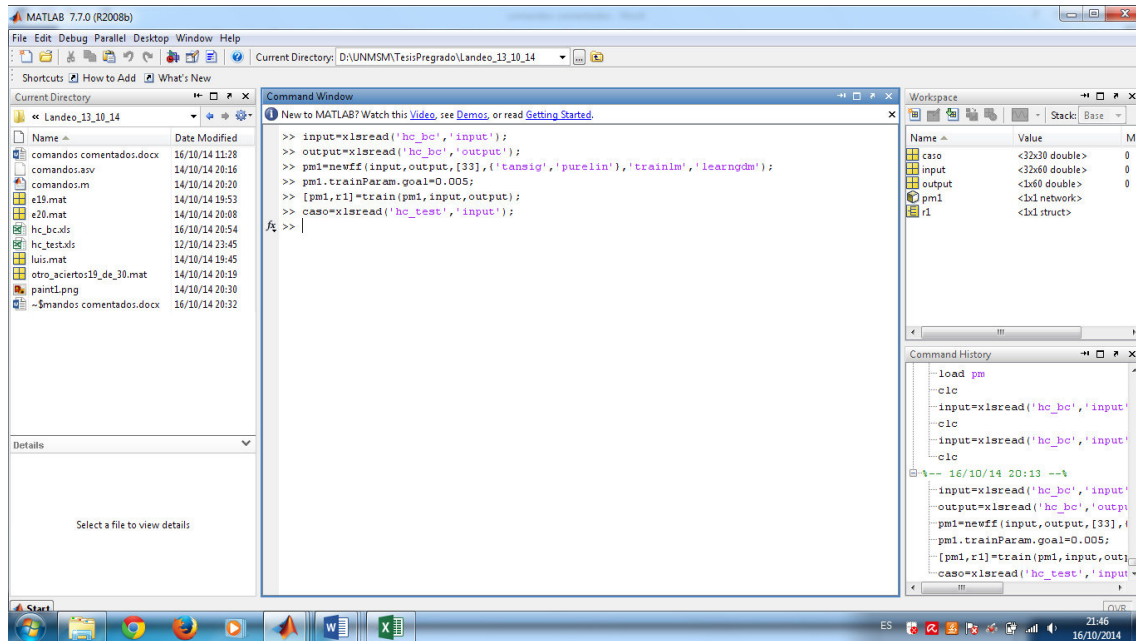 MATLAB 7.7.0 (R2008b)
File Edit Debug Parallel Desktop Window Help
Current Directory: D:\UNMSM\TesisPregrado\Landeo_13_10_14
Shortcuts How to Add What's New
Current Directory
« Landeo_13_10_14
Name Date Modified
comandos comentados.docx 16/10/14 11:28
comandos.asv 14/10/14 20:16
comandos.m 14/10/14 20:20
e19.mat 14/10/14 19:53
e20.mat 14/10/14 20:08
hc_bc.xls 16/10/14 20:54
hc_test.xls 12/10/14 23:45
luis.mat 14/10/14 19:45
otro_aciertos19_de_30.mat 14/10/14 20:19
paint1.png 14/10/14 20:30
~$mandos comentados.docx 16/10/14 20:32
Details
Select a file to view details
Command Window
New to MATLAB? Watch this Video, see Demos, or read Getting Started.
>> input=xlsread('hc_bc','input');
>> output=xlsread('hc_bc','output');
>> pm1=newff(input,output,[33],{'tansig','purelin'},'trainlm','learngdm');
>> pm1.trainParam.goal=0.005;
>> [pm1,r1]=train(pm1,input,output);
>> caso=xlsread('hc_test','input');
fx >>
Workspace
Stack: Base
Name Value M
caso <32x30 double> 0
input <32x60 double> 0
output <1x60 double> 0
pm1 <1x1 network>
r1 <1x1 struct>
Command History
load pm
clc
input=xlsread('hc_bc','input'
clc
input=xlsread('hc_bc','input'
clc
%-- 16/10/14 20:13 --%
input=xlsread('hc_bc','input'
output=xlsread('hc_bc','outpu
pm1=newff(input,output,[33],{
pm1.trainParam.goal=0.005;
[pm1,r1]=train(pm1,input,outp
caso=xlsread('hc_test','input
Start
OVR
ES
21:46
16/10/2014